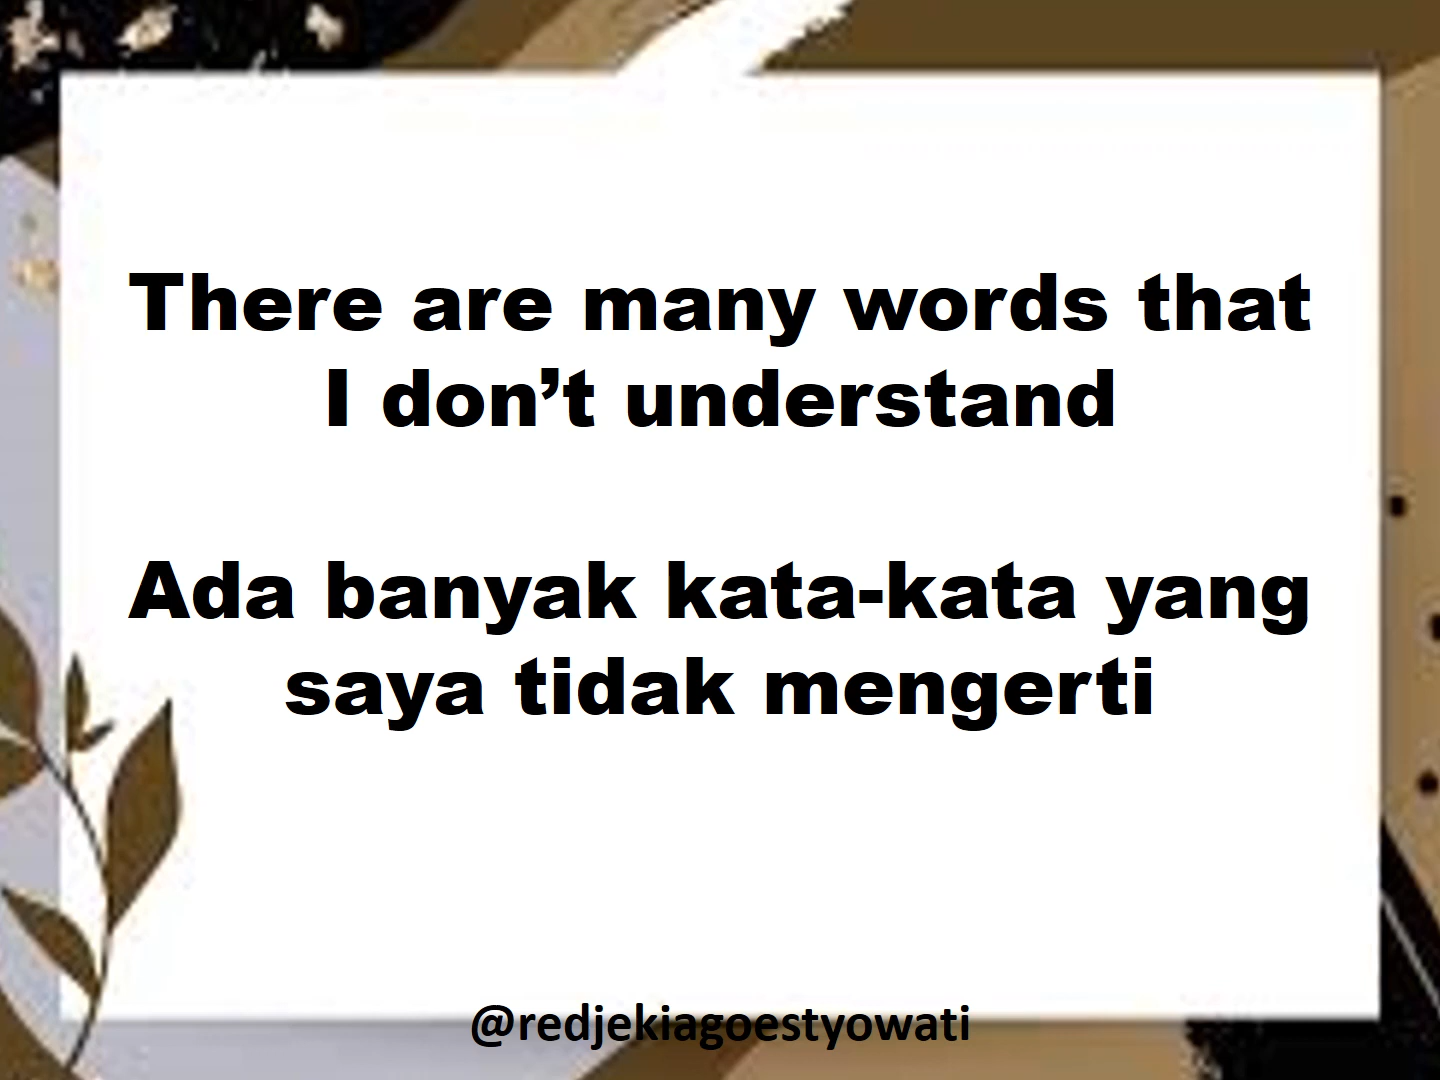 There are many words that
I don’t understand
Ada banyak kata-kata yang
saya tidak mengerti
@redjekiagoestyowati